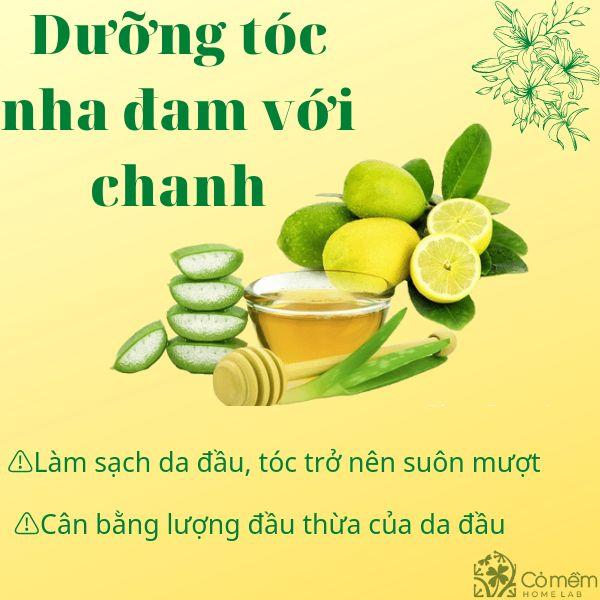 Dưỡng tóc
nha đam với
chanh
Làm sạch da đầu, tóc trở nên suôn mượt
Cân bằng lượng đầu thừa của da đầu
Cỏ mềm
HOME LAB